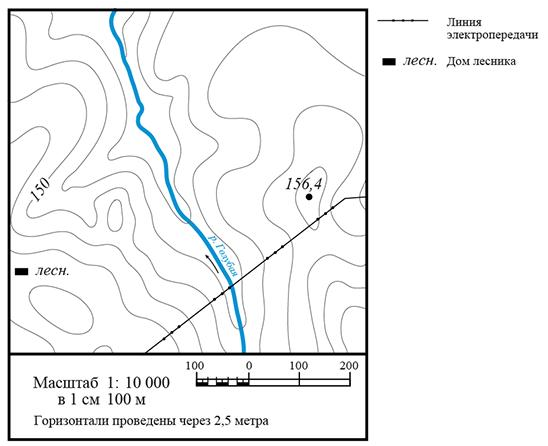 Линия
электропередачи
лесн. Дом лесника
150
156,4
р. Голубая
лесн.
Масштаб 1: 10 000
в 1 см 100 м
100 0 100 200
Горизонтали проведены через 2,5 метра